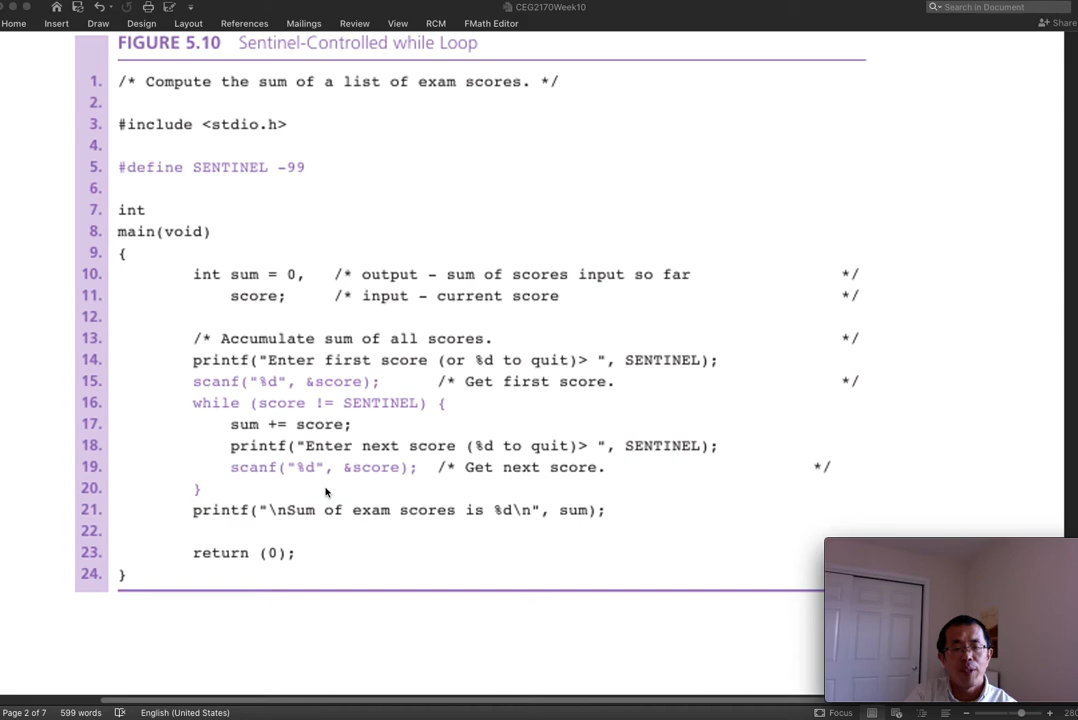 CEG2170Week10
Search in Document
Home Insert Draw Design Layout References Mailings Review View RCM FMath Editor Share
FIGURE 5.10 Sentinel-Controlled while Loop
1. /* Compute the sum of a list of exam scores. */
2.
3. #include <stdio.h>
4.
5. #define SENTINEL -99
6.
7. int
8. main(void)
9. {
10. int sum = 0, /* output - sum of scores input so far */
11. score; /* input - current score */
12.
13. /* Accumulate sum of all scores. */
14. printf("Enter first score (or %d to quit)> ", SENTINEL);
15. scanf("%d", &score); /* Get first score. */
16. while (score != SENTINEL) {
17. sum += score;
18. printf("Enter next score (%d to quit)> ", SENTINEL);
19. scanf("%d", &score); /* Get next score. */
20. }
21. printf("\nSum of exam scores is %d\n", sum);
22.
23. return (0);
24. }
Page 2 of 7 599 words English (United States) Focus 280